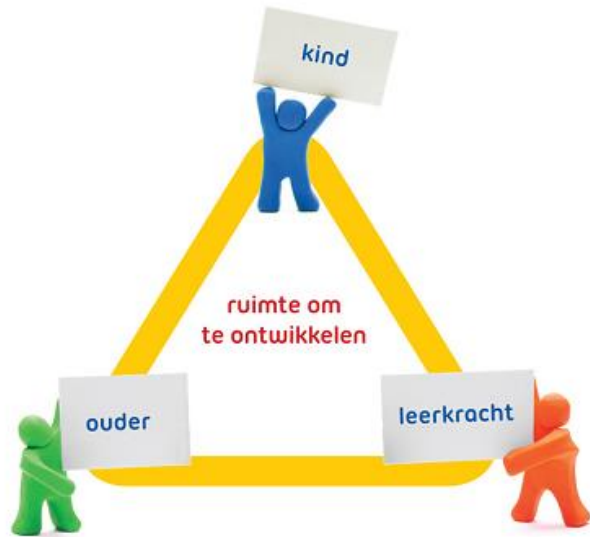 kind
ruimte om
te ontwikkelen
ouder
leerkracht